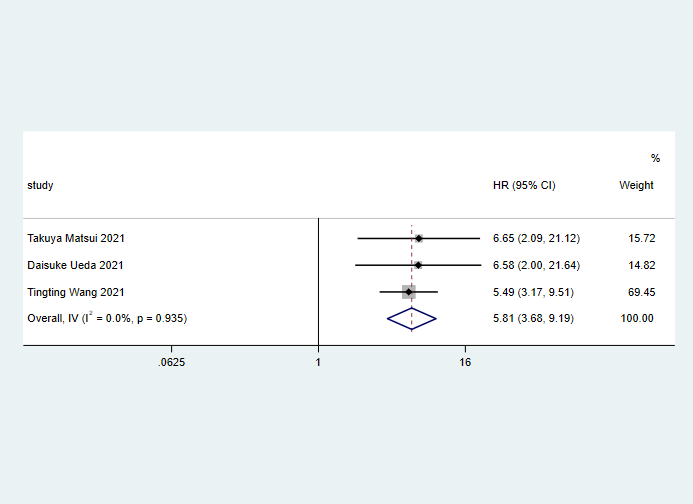 %
study HR (95% CI) Weight
Takuya Matsui 2021 6.65 (2.09, 21.12) 15.72
Daisuke Ueda 2021 6.58 (2.00, 21.64) 14.82
Tingting Wang 2021 5.49 (3.17, 9.51) 69.45
Overall, IV (I² = 0.0%, p = 0.935) 5.81 (3.68, 9.19) 100.00
.0625 1 16